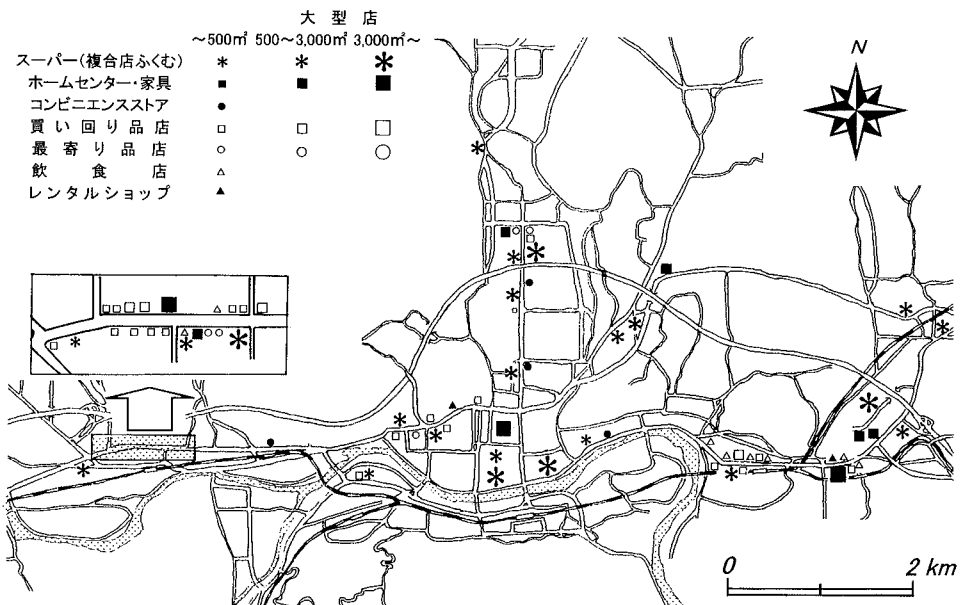 大型店
～500㎡ 500～3,000㎡ 3,000㎡～
スーパー(複合店ふくむ)
ホームセンター・家具
コンビニエンスストア
買い回り品店
最寄り品店
飲食店
レンタルショップ
N
0 2 km